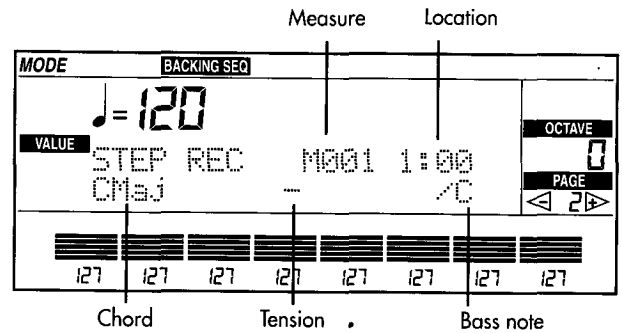 Measure Location
MODE BACKING SEQ
♩=120
OCTAVE
VALUE STEP REC M001 1:00 0
CMaj _ /C PAGE
- 2 +
127 127 127 127 127 127 127 127
Chord Tension Bass note